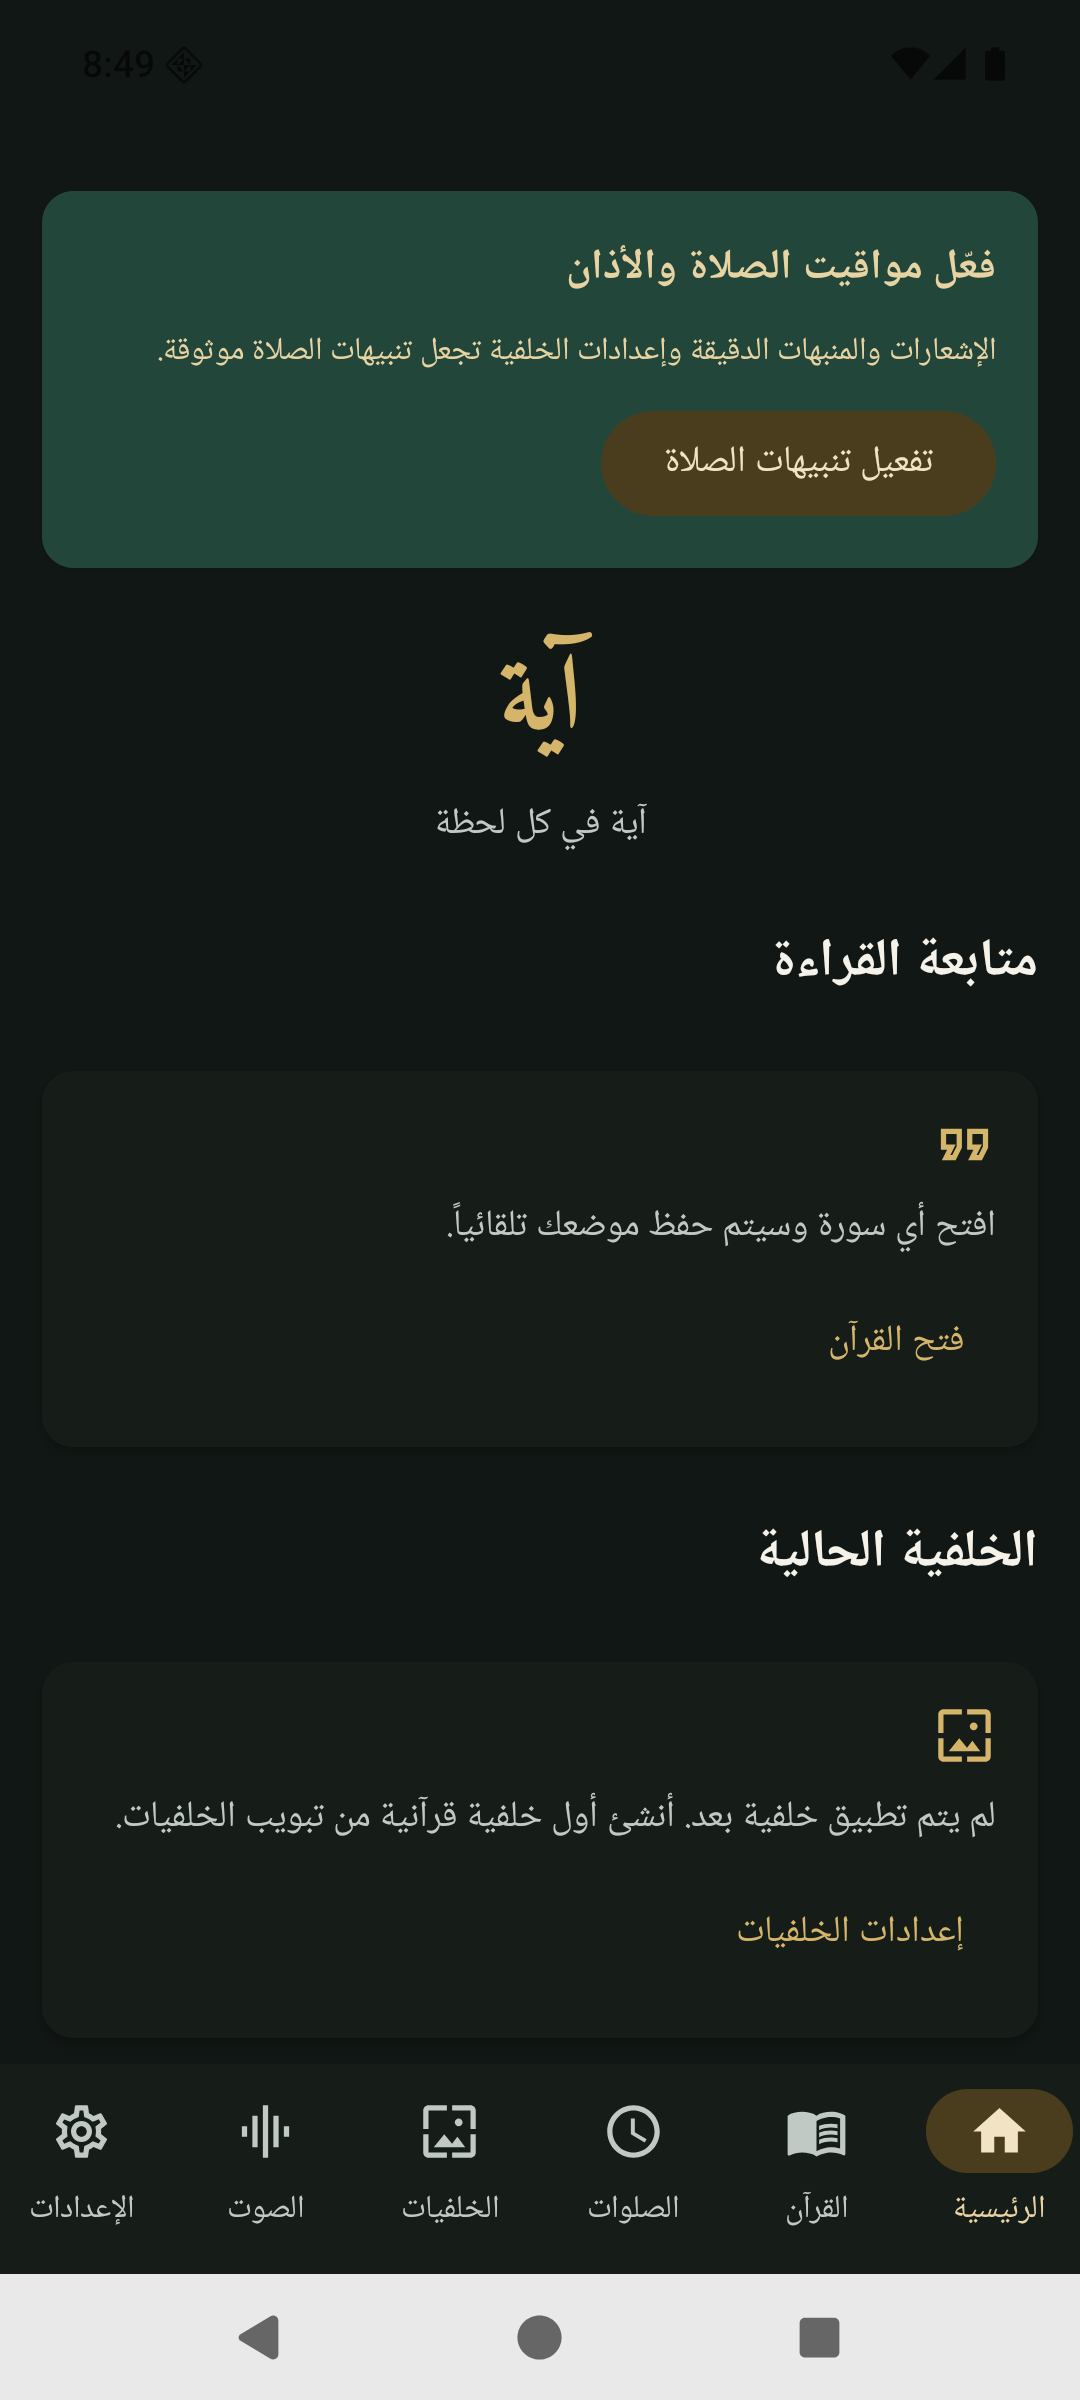 8:49
فعّل مواقيت الصلاة والأذان
الإشعارات والمنبهات الدقيقة وإعدادات الخلفية تجعل تنبيهات الصلاة موثوقة.
تفعيل تنبيهات الصلاة
آية
آية في كل لحظة
متابعة القراءة
افتح أي سورة وسيتم حفظ موضعك تلقائياً.
فتح القرآن
الخلفية الحالية
لم يتم تطبيق خلفية بعد. أنشئ أول خلفية قرآنية من تبويب الخلفيات.
إعدادات الخلفيات
الرئيسية
القرآن
الصلوات
الخلفيات
الصوت
الإعدادات